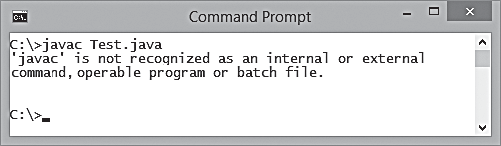 Command Prompt
C:\>javac Test.java
'javac' is not recognized as an internal or external
command, operable program or batch file.
C:\>